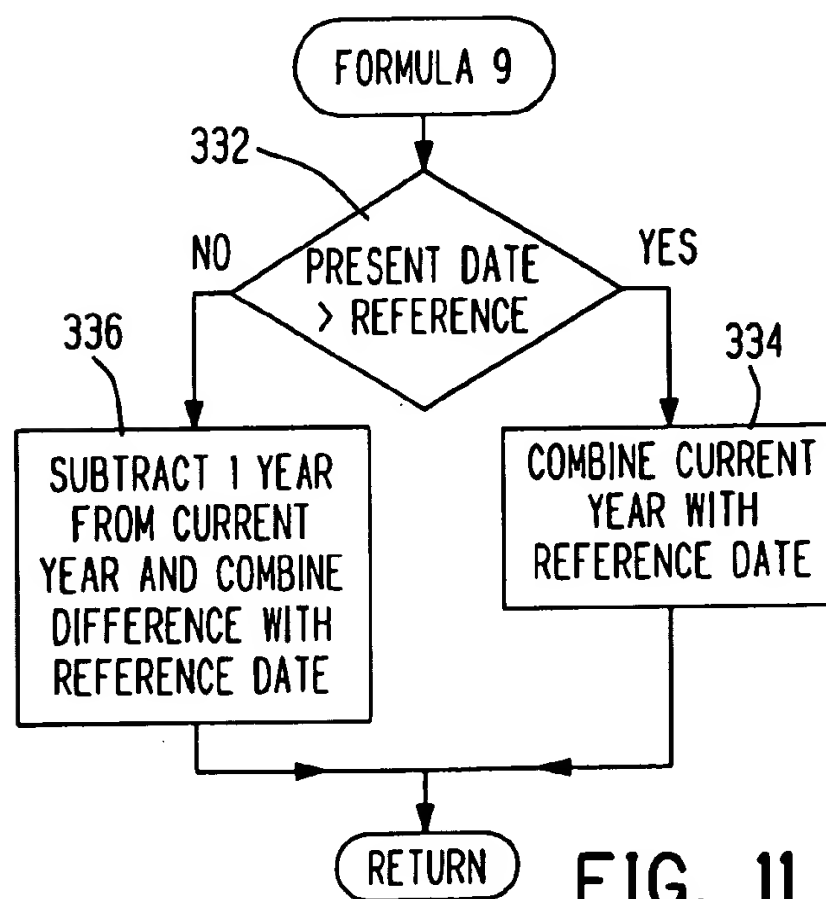 FORMULA 9
332
NO
PRESENT DATE
> REFERENCE
YES
336
334
SUBTRACT 1 YEAR
FROM CURRENT
YEAR AND COMBINE
DIFFERENCE WITH
REFERENCE DATE
COMBINE CURRENT
YEAR WITH
REFERENCE DATE
RETURN
FIG. 11